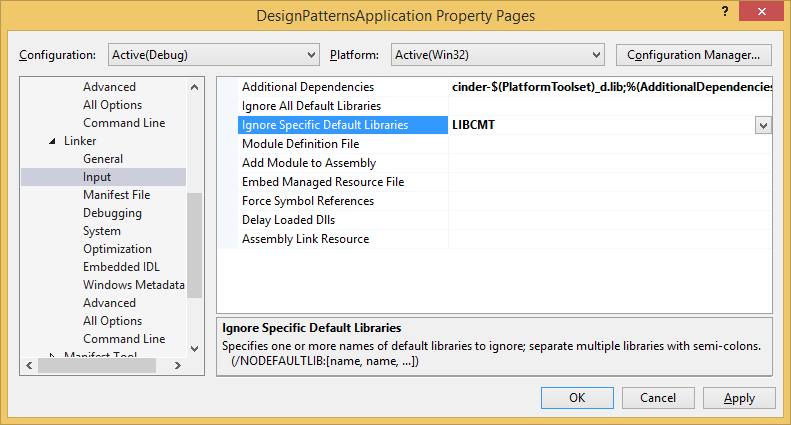 DesignPatternsApplication Property Pages
Configuration: Active(Debug) Platform: Active(Win32) Configuration Manager...
Advanced
All Options
Command Line
Linker
General
Input
Manifest File
Debugging
System
Optimization
Embedded IDL
Windows Metadata
Advanced
All Options
Command Line
Manifest Tool
Additional Dependencies cinder-$(PlatformToolset)_d.lib;%(AdditionalDependencies
Ignore All Default Libraries
Ignore Specific Default Libraries LIBCMT
Module Definition File
Add Module to Assembly
Embed Managed Resource File
Force Symbol References
Delay Loaded Dlls
Assembly Link Resource
Ignore Specific Default Libraries
Specifies one or more names of default libraries to ignore; separate multiple libraries with semi-colons.
(/NODEFAULTLIB:[name, name, ...])
OK Cancel Apply